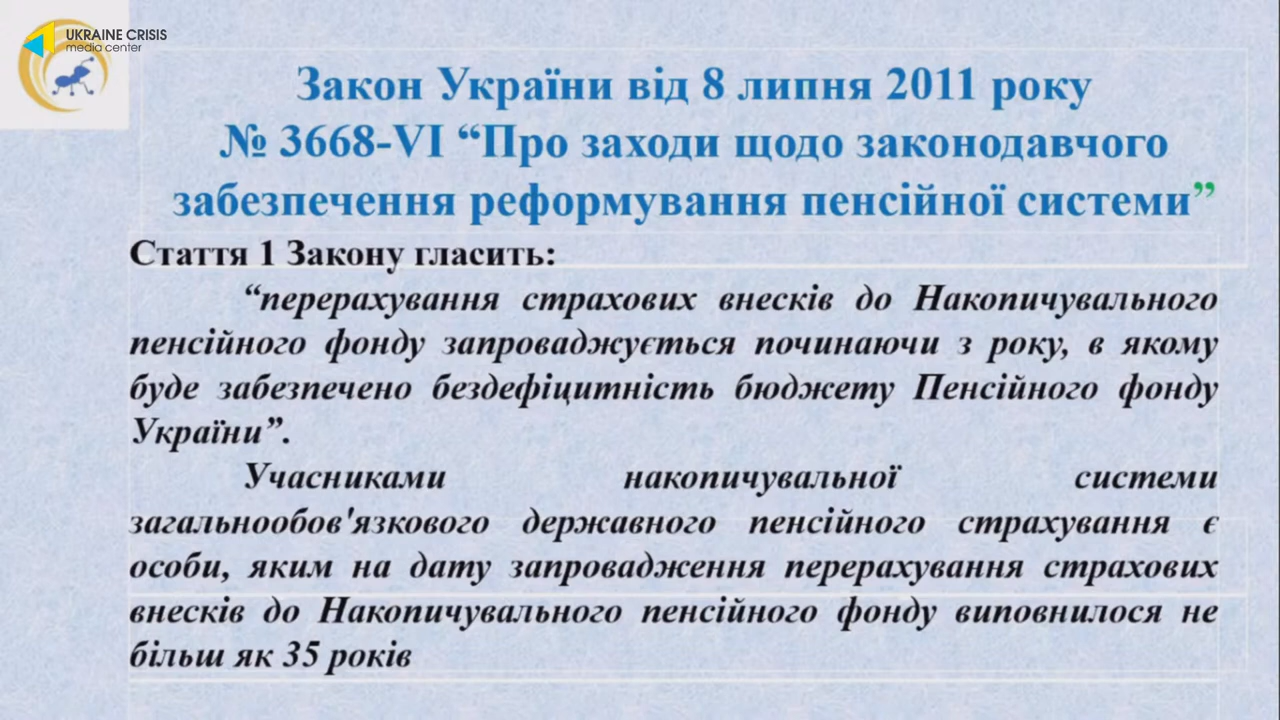 UKRAINE CRISIS
media center
Закон України від 8 липня 2011 року
№ 3668-VI “Про заходи щодо законодавчого
забезпечення реформування пенсійної системи”
Стаття 1 Закону гласить:
“перерахування страхових внесків до Накопичувального
пенсійного фонду запроваджується починаючи з року, в якому
буде забезпечено бездефіцитність бюджету Пенсійного фонду
України”.
Учасниками накопичувальної системи
загальнообов'язкового державного пенсійного страхування є
особи, яким на дату запровадження перерахування страхових
внесків до Накопичувального пенсійного фонду виповнилося не
більш як 35 років